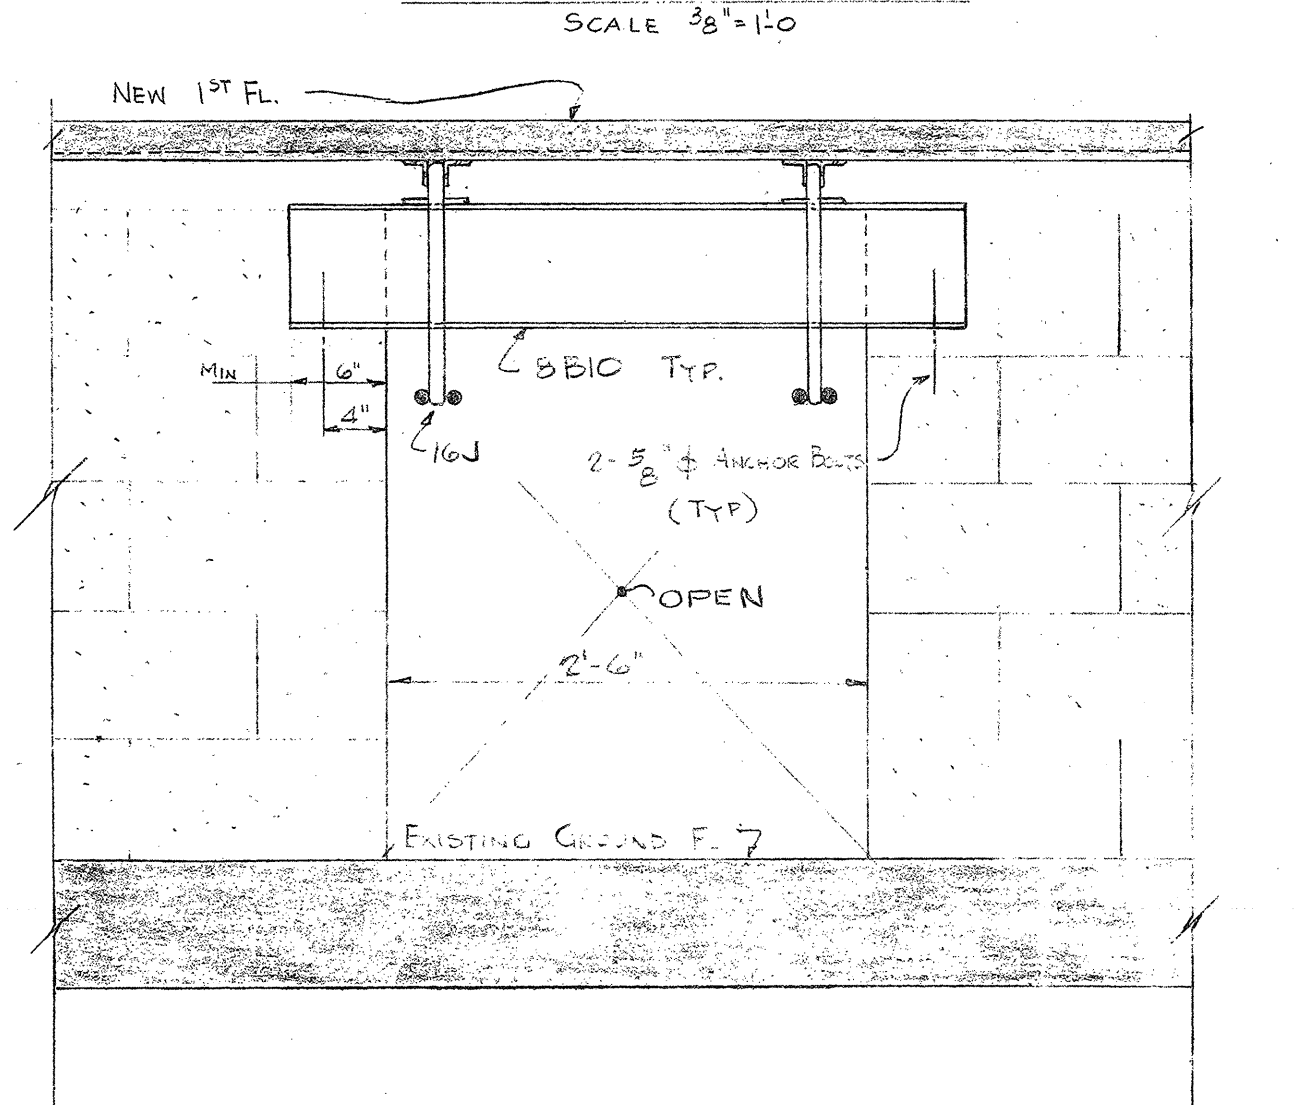 SCALE 3/8"=1'-0
NEW 1ST FL.
8B10 TYP.
MIN 6"
4"
16J
2-5/8"ϕ ANCHOR BOLTS
(TYP)
OPEN
2'-6"
EXISTING GROUND FL